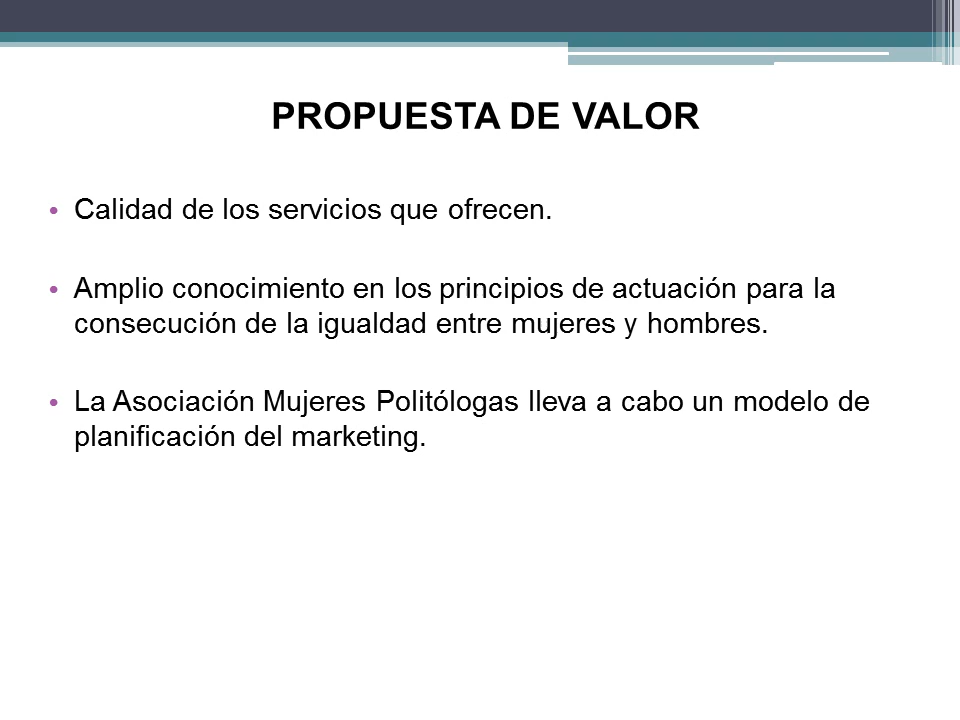 PROPUESTA DE VALOR
• Calidad de los servicios que ofrecen.
• Amplio conocimiento en los principios de actuación para la
consecución de la igualdad entre mujeres y hombres.
• La Asociación Mujeres Politólogas lleva a cabo un modelo de
planificación del marketing.